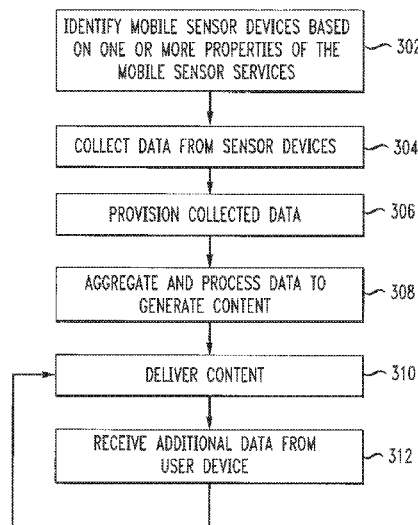 IDENTIFY MOBILE SENSOR DEVICES BASED
ON ONE OR MORE PROPERTIES OF THE
MOBILE SENSOR SERVICES
302
COLLECT DATA FROM SENSOR DEVICES
304
PROVISION COLLECTED DATA
306
AGGREGATE AND PROCESS DATA TO
GENERATE CONTENT
308
DELIVER CONTENT
310
RECEIVE ADDITIONAL DATA FROM
USER DEVICE
312